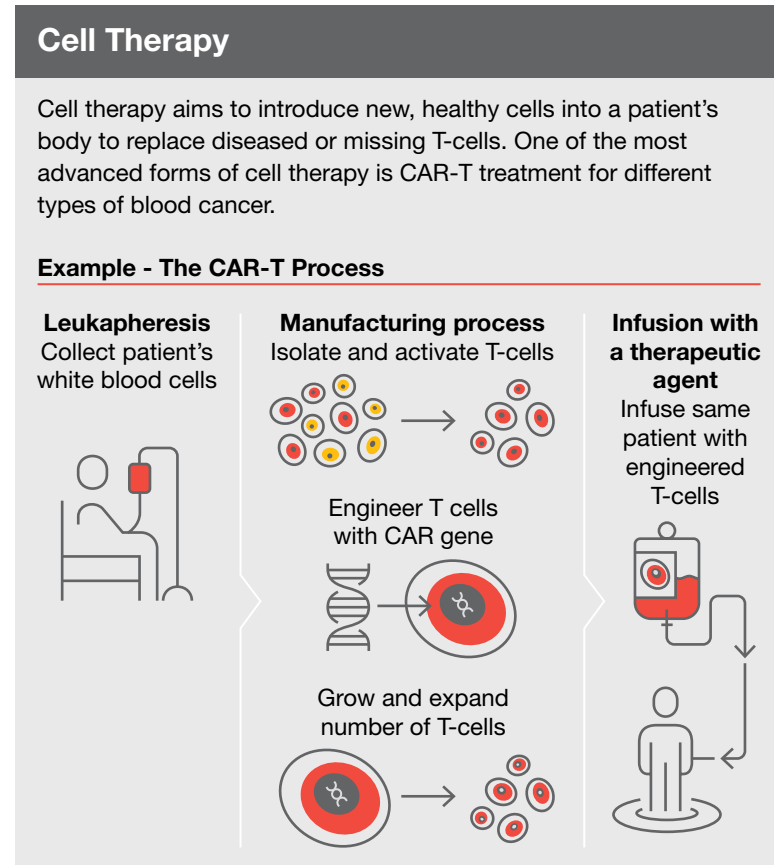 Cell Therapy
Cell therapy aims to introduce new, healthy cells into a patient's
body to replace diseased or missing T-cells. One of the most
advanced forms of cell therapy is CAR-T treatment for different
types of blood cancer.
Example - The CAR-T Process
Leukapheresis
Collect patient's
white blood cells
Manufacturing process
Isolate and activate T-cells
Engineer T cells
with CAR gene
Grow and expand
number of T-cells
Infusion with
a therapeutic
agent
Infuse same
patient with
engineered
T-cells